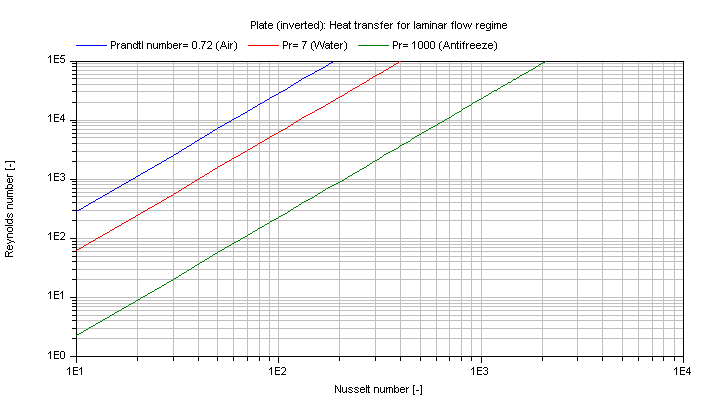 Plate (inverted): Heat transfer for laminar flow regime
Prandtl number= 0.72 (Air) Pr= 7 (Water) Pr= 1000 (Antifreeze)
1E5
1E4
1E3
1E2
1E1
1E0
Reynolds number [-]
1E1 1E2 1E3 1E4
Nusselt number [-]